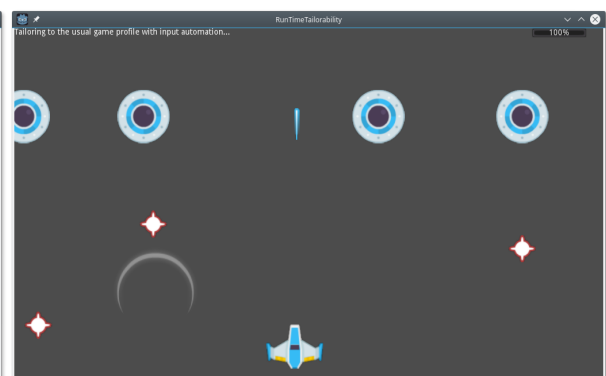 RunTimeTailorability
Tailoring to the usual game profile with input automation...
100%